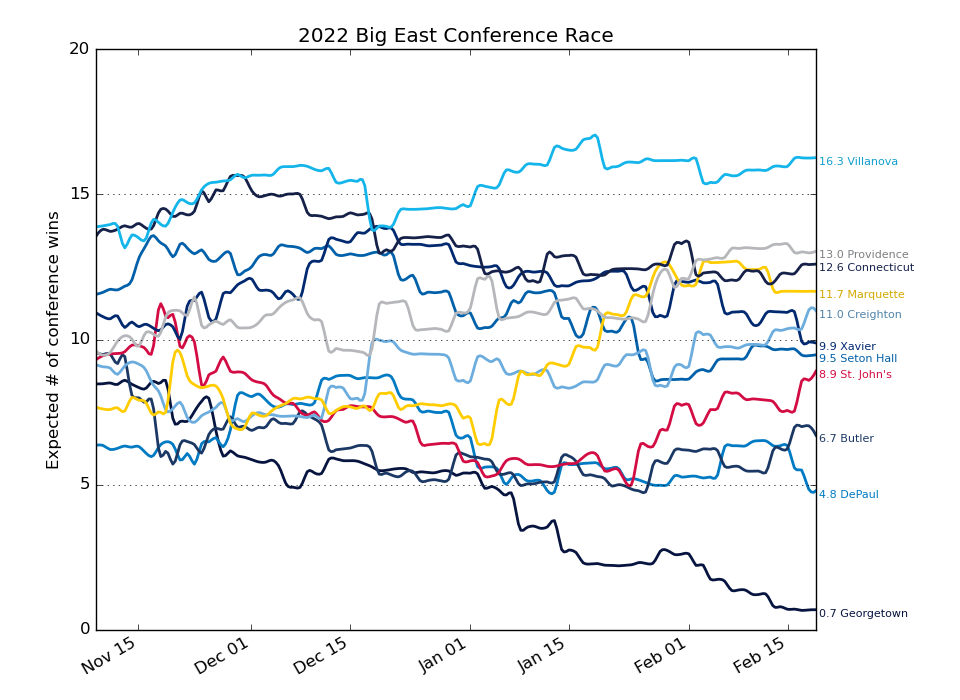 2022 Big East Conference Race
Expected # of conference wins
20
15
10
5
0
16.3 Villanova
13.0 Providence
12.6 Connecticut
11.7 Marquette
11.0 Creighton
9.9 Xavier
9.5 Seton Hall
8.9 St. John's
6.7 Butler
4.8 DePaul
0.7 Georgetown
Nov 15
Dec 01
Dec 15
Jan 01
Jan 15
Feb 01
Feb 15